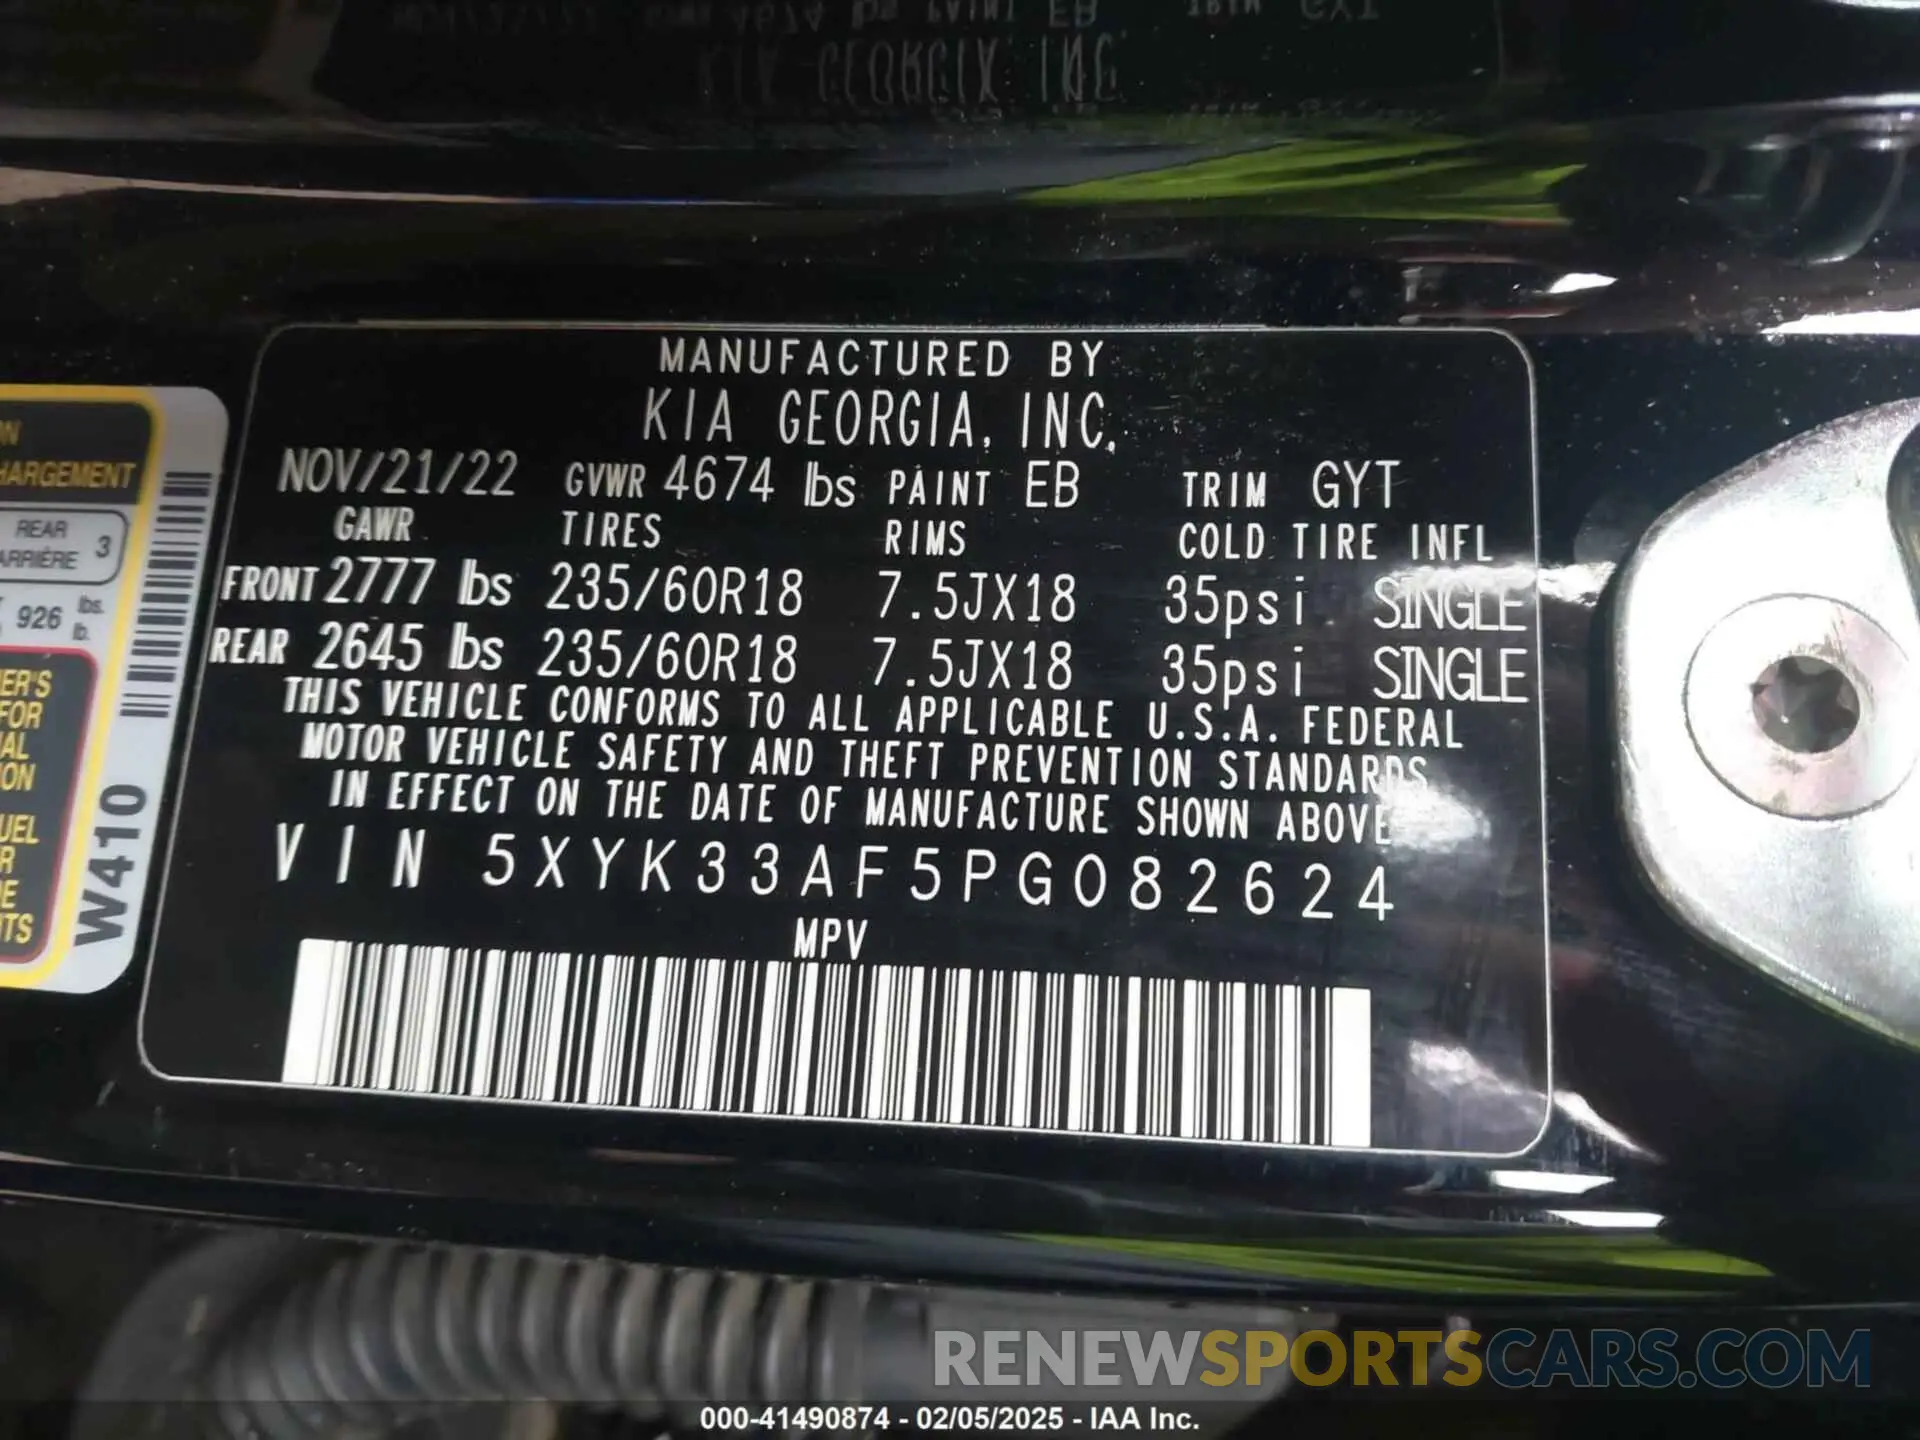 MANUFACTURED BY
KIA GEORGIA, INC.
NOV/21/22 GVWR 4674 lbs PAINT EB TRIM GYT
GAWR TIRES RIMS COLD TIRE INFL
FRONT 2777 lbs 235/60R18 7.5JX18 35psi SINGLE
REAR 2645 lbs 235/60R18 7.5JX18 35psi SINGLE
THIS VEHICLE CONFORMS TO ALL APPLICABLE U.S.A. FEDERAL
MOTOR VEHICLE SAFETY AND THEFT PREVENTION STANDARDS
IN EFFECT ON THE DATE OF MANUFACTURE SHOWN ABOVE
VIN 5XYK33AF5PG082624
MPV
HARGEMENT
REAR
ARRIÈRE 3
926 lbs.
lb.
ER'S
FOR
W410
RENEWSPORTSCARS.COM
000-41490874 - 02/05/2025 - IAA Inc.